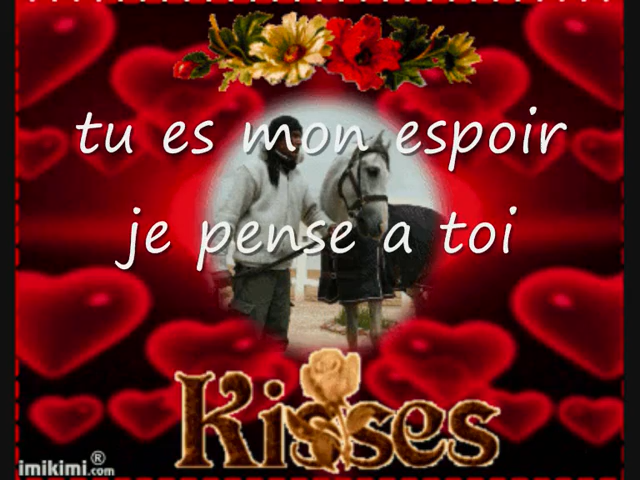 tu es mon espoir
je pense a toi
Kisses
imikimi®.com